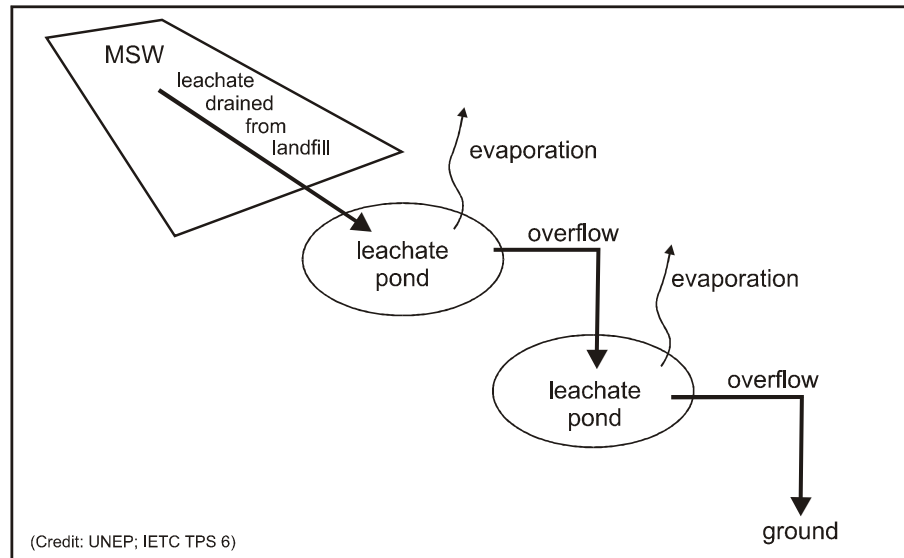 MSW
leachate
drained
from
landfill
evaporation
leachate
pond
overflow
evaporation
leachate
pond
overflow
ground
(Credit: UNEP; IETC TPS 6)